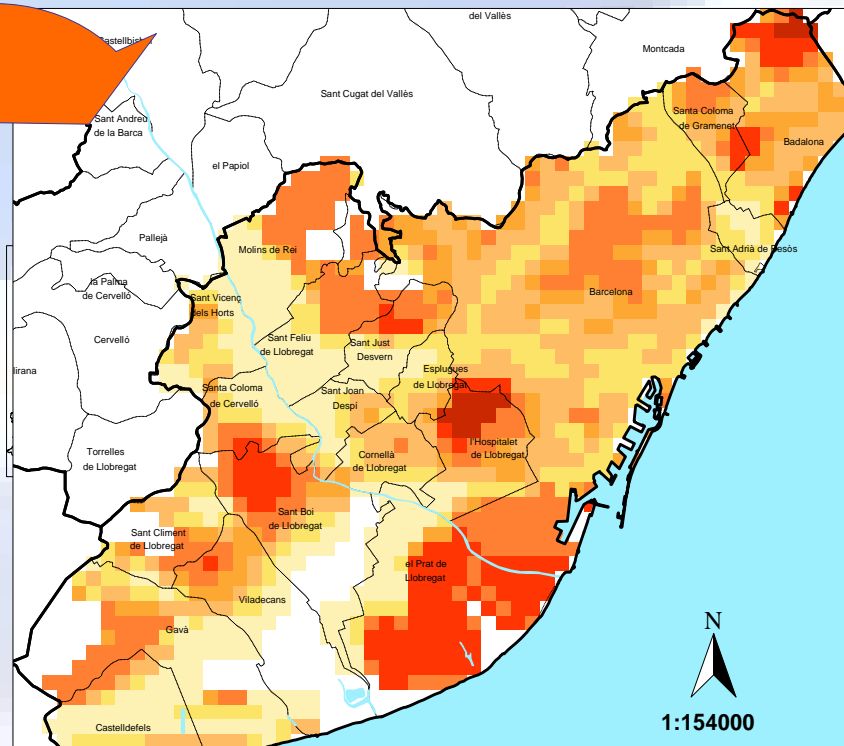 del Vallès
Montcada
Sant Cugat del Vallès
Santa Coloma
de Gramenet
Sant Andreu
de la Barca
Badalona
el Papiol
Pallejà
Molins de Rei
Sant Adrià de Besòs
la Palma
de Cervelló
Sant Vicenç
dels Horts
Barcelona
Cervelló
Sant Feliu
de Llobregat
Sant Just
Desvern
Esplugues
de Llobregat
Santa Coloma
de Cervelló
Sant Joan
Despí
Torrelles
de Llobregat
Cornellà
de Llobregat
l'Hospitalet
de Llobregat
Sant Boi
de Llobregat
Sant Climent
de Llobregat
el Prat de
Llobregat
Viladecans
Gavà
Castelldefels
N
1:154000